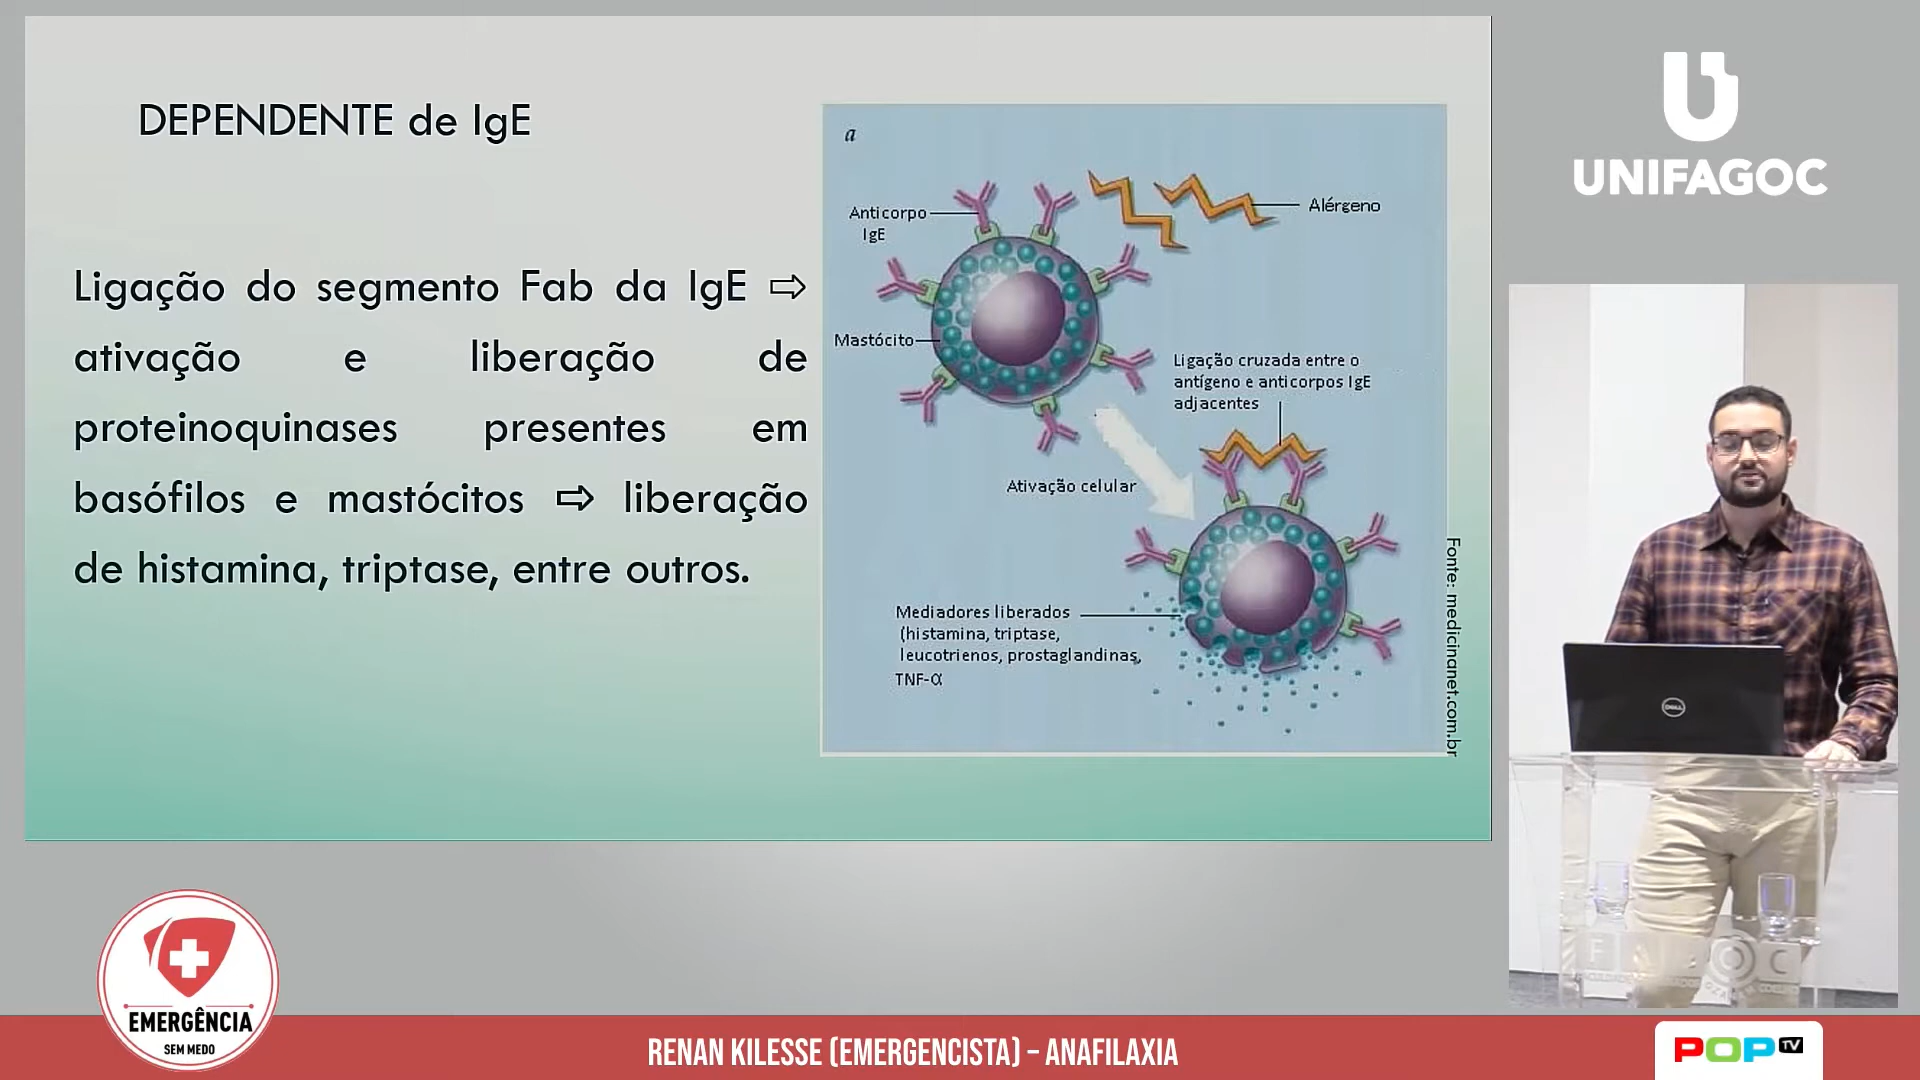 DEPENDENTE de IgE
Ligação do segmento Fab da IgE ⇨
ativação e liberação de
proteinoquinases presentes em
basófilos e mastócitos ⇨ liberação
de histamina, triptase, entre outros.
a
Anticorpo
IgE
Alérgeno
Mastócito
Ligação cruzada entre o
antígeno e anticorpos IgE
adjacentes
Ativação celular
Mediadores liberados
(histamina, triptase,
leucotrienos, prostaglandinas,
TNF-α
Fonte: medicinanet.com.br
UNIFAGOC
DELL
F A G O C
EMERGÊNCIA
SEM MEDO
RENAN KILESSE (EMERGENCISTA) – ANAFILAXIA
POP TV